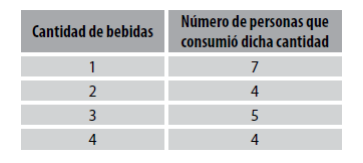 Cantidad de bebidas Número de personas que
consumió dicha cantidad
1 7
2 4
3 5
4 4